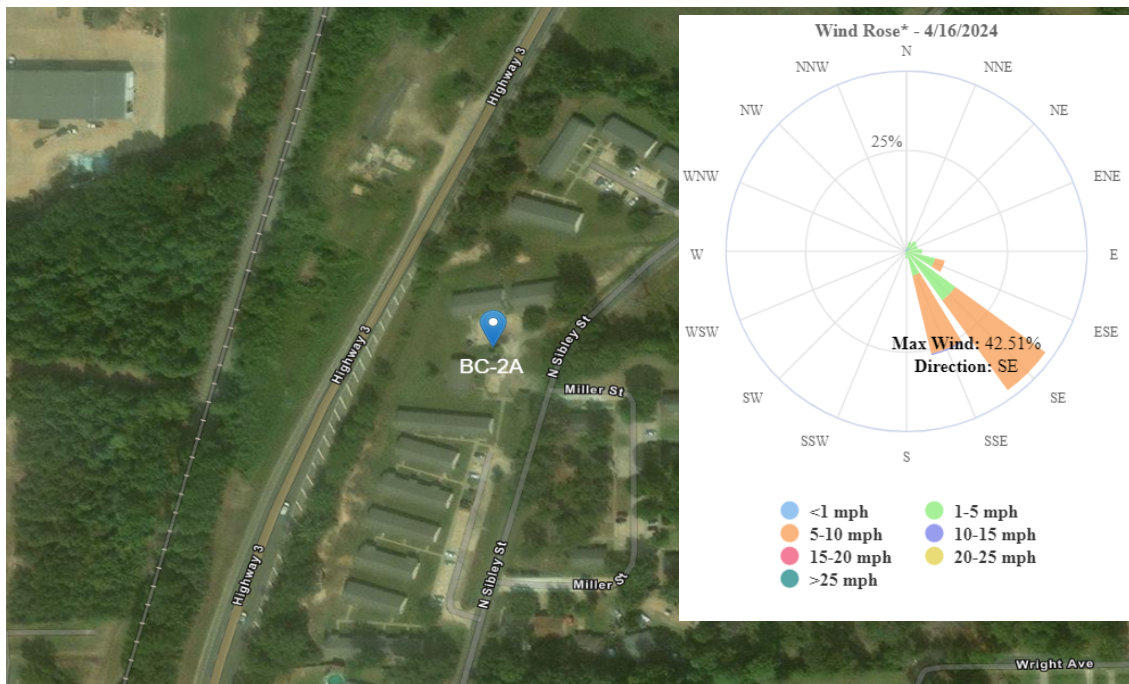 Wind Rose* - 4/16/2024
N
NNW
NNE
NW
NE
25%
WNW
ENE
W
E
WSW
ESE
Max Wind: 42.51%
Direction: SE
SW
SE
SSW
SSE
S
<1 mph
1-5 mph
5-10 mph
10-15 mph
15-20 mph
20-25 mph
>25 mph
Highway 3
Highway 3
Highway 3
BC-2A
N Sibley St
Miller St
N Sibley St
Miller St
Wright Ave